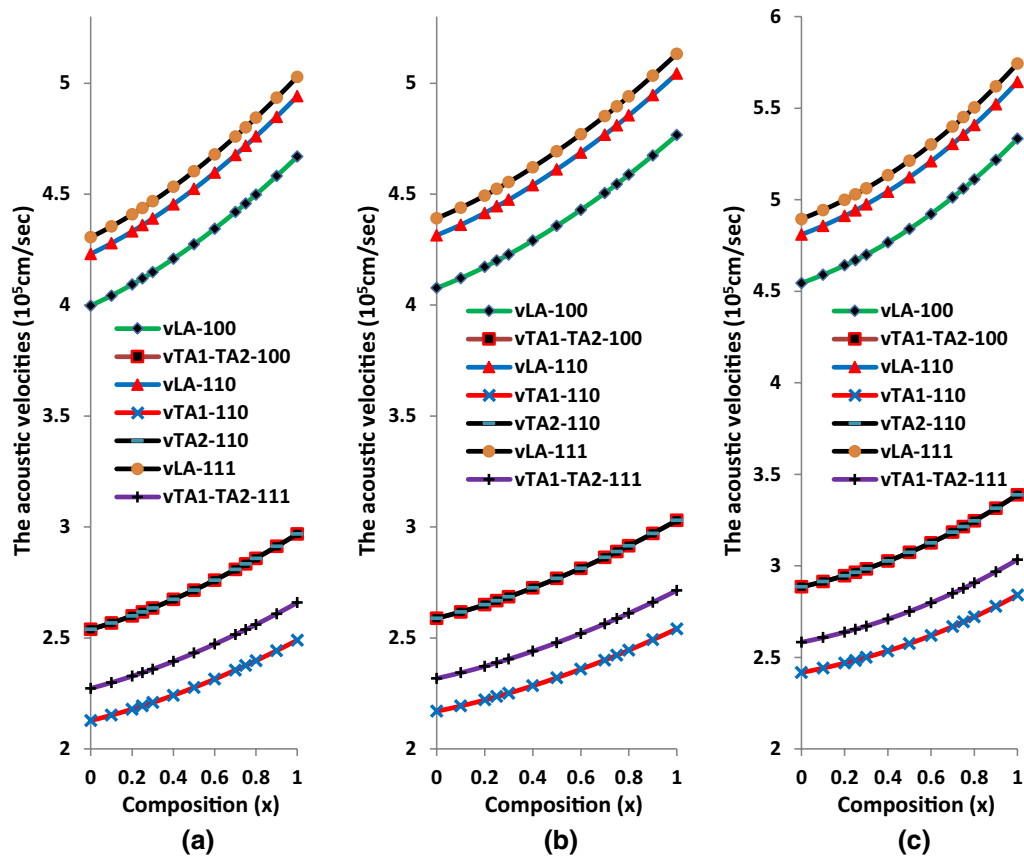 The acoustic velocities (10⁵cm/sec)
5
4.5
4
3.5
3
2.5
2
vLA-100
vTA1-TA2-100
vLA-110
vTA1-110
vTA2-110
vLA-111
vTA1-TA2-111
0 0.2 0.4 0.6 0.8 1
Composition (x)
(a)
The acoustic velocities (10⁵cm/sec)
5
4.5
4
3.5
3
2.5
2
vLA-100
vTA1-TA2-100
vLA-110
vTA1-110
vTA2-110
vLA-111
vTA1-TA2-111
0 0.2 0.4 0.6 0.8 1
Composition (x)
(b)
The acoustic velocities (10⁵cm/sec)
6
5.5
5
4.5
4
3.5
3
2.5
2
vLA-100
vTA1-TA2-100
vLA-110
vTA1-110
vTA2-110
vLA-111
vTA1-TA2-111
0 0.2 0.4 0.6 0.8 1
Composition (x)
(c)